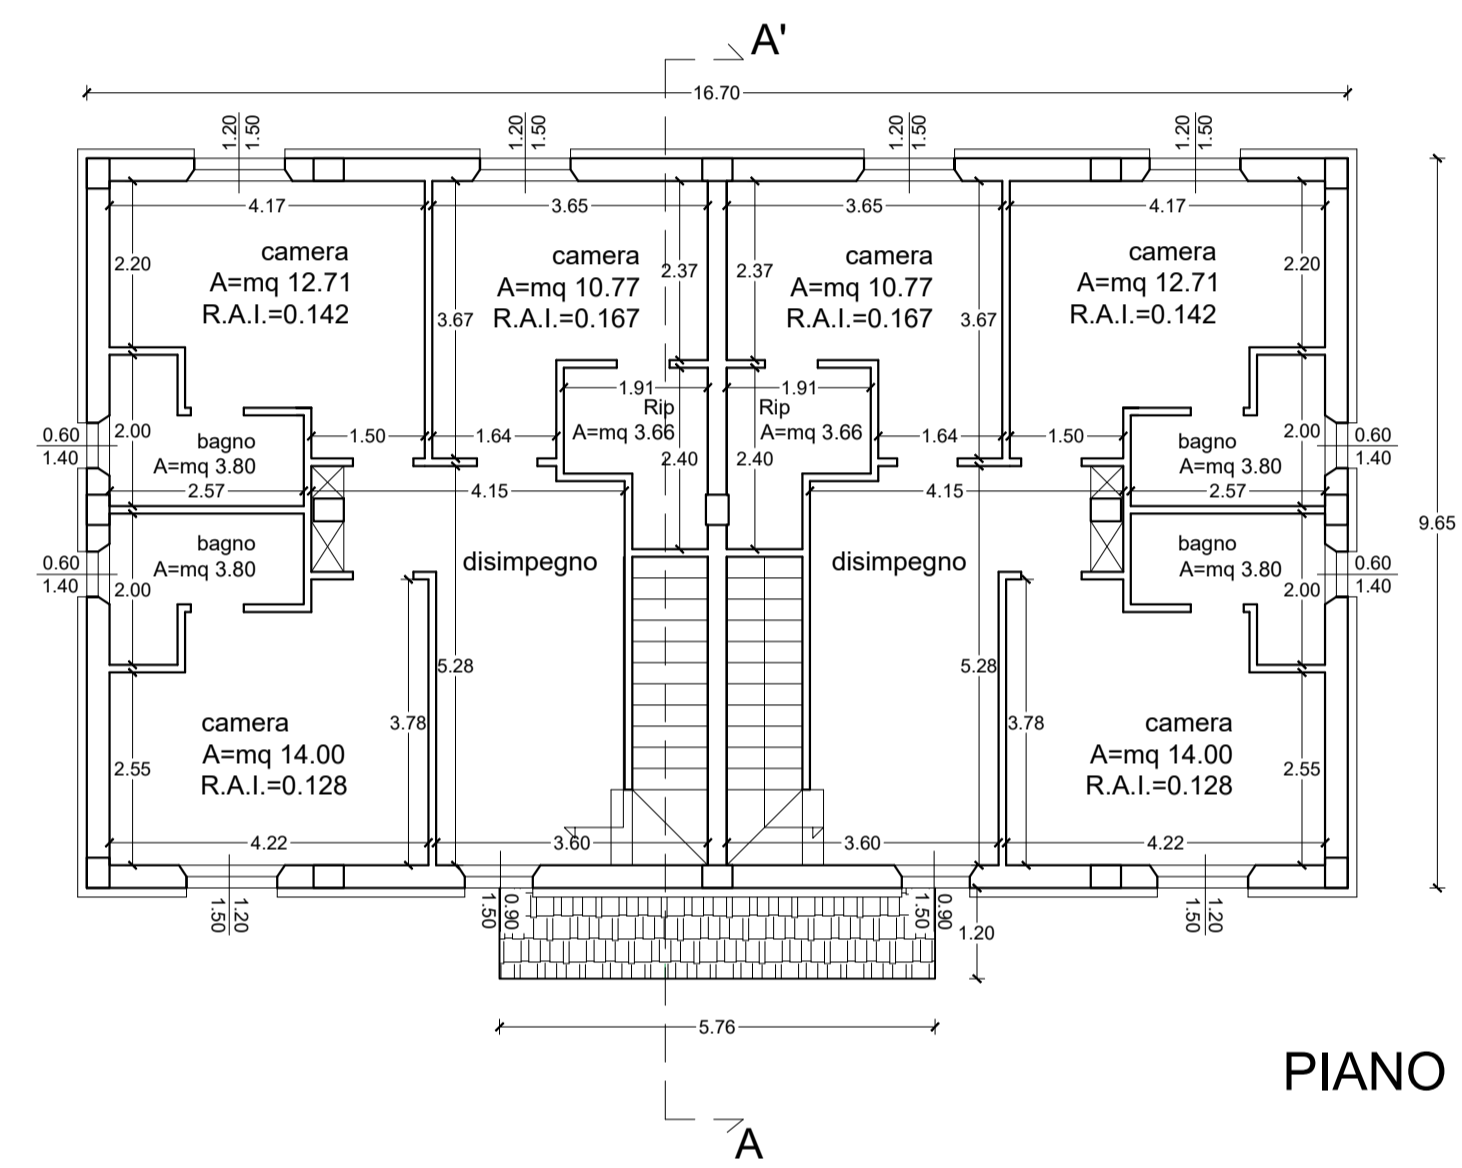 A'
16.70
1.20
1.50
1.20
1.50
1.20
1.50
1.20
1.50
4.17
3.65
3.65
4.17
camera
A=mq 12.71
R.A.I.=0.142
camera
A=mq 10.77
R.A.I.=0.167
camera
A=mq 10.77
R.A.I.=0.167
camera
A=mq 12.71
R.A.I.=0.142
2.20
2.37
2.37
2.20
3.67
3.67
1.91
1.91
Rip
A=mq 3.66
Rip
A=mq 3.66
0.60
1.40
2.00
bagno
A=mq 3.80
1.50
1.64
2.40
2.40
1.64
1.50
bagno
A=mq 3.80
2.00
0.60
1.40
2.57
4.15
4.15
2.57
9.65
bagno
A=mq 3.80
disimpegno
disimpegno
bagno
A=mq 3.80
0.60
1.40
2.00
2.00
0.60
1.40
5.28
5.28
camera
A=mq 14.00
R.A.I.=0.128
3.78
3.78
camera
A=mq 14.00
R.A.I.=0.128
2.55
2.55
4.22
3.60
3.60
4.22
1.20
1.50
0.90
1.50
0.90
1.50
1.20
1.20
1.50
5.76
PIANO
A